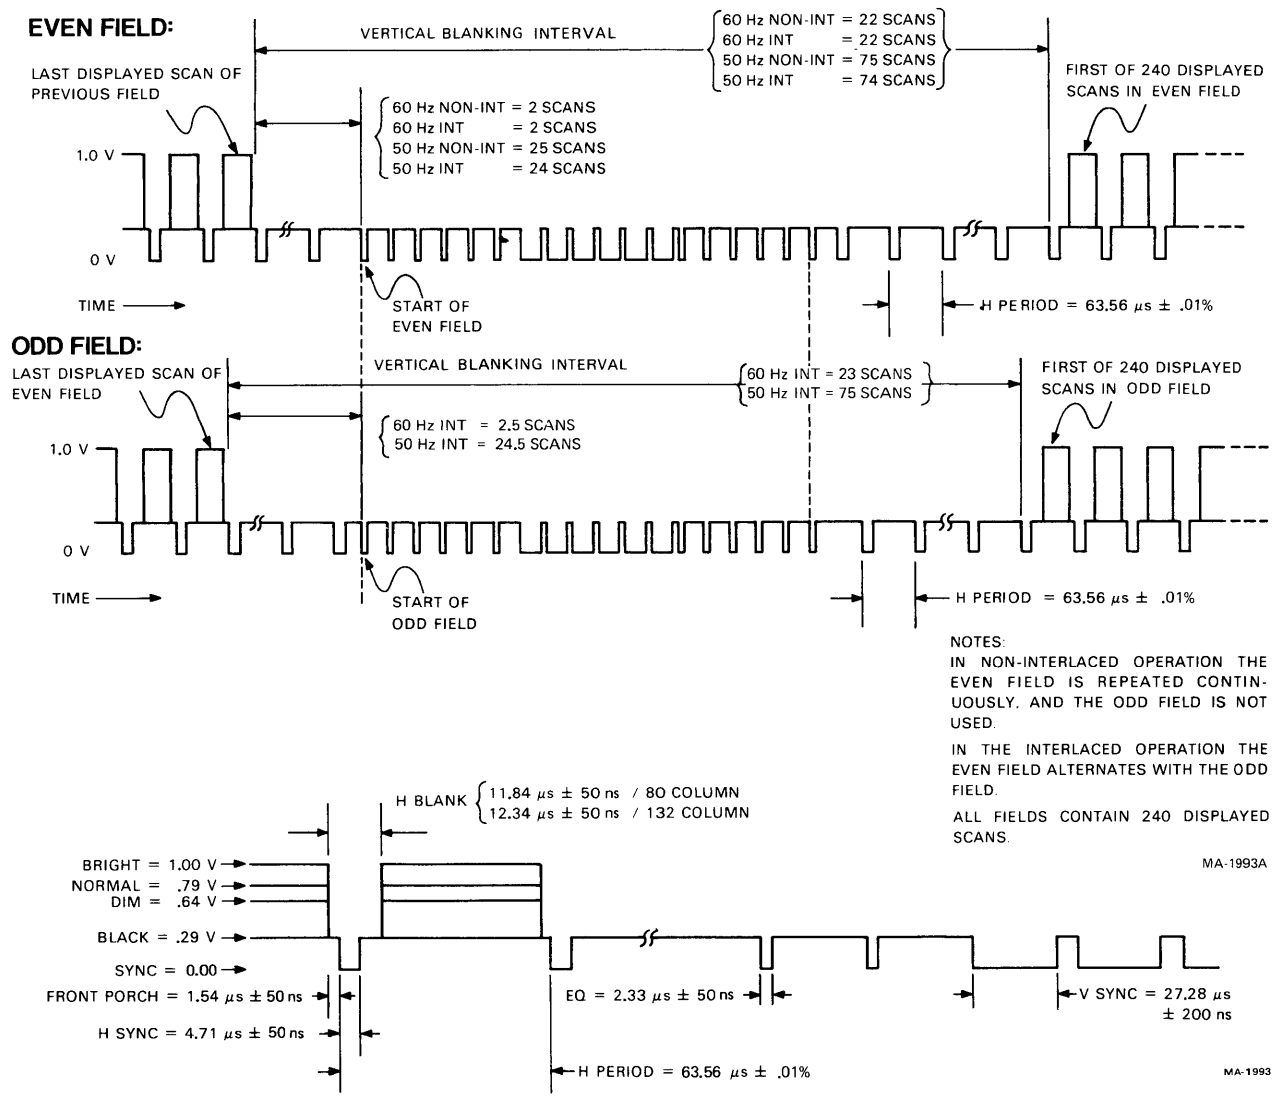 EVEN FIELD:
VERTICAL BLANKING INTERVAL
60 Hz NON-INT = 22 SCANS
60 Hz INT = 22 SCANS
50 Hz NON-INT = 75 SCANS
50 Hz INT = 74 SCANS
LAST DISPLAYED SCAN OF
PREVIOUS FIELD
FIRST OF 240 DISPLAYED
SCANS IN EVEN FIELD
60 Hz NON-INT = 2 SCANS
60 Hz INT = 2 SCANS
50 Hz NON-INT = 25 SCANS
50 Hz INT = 24 SCANS
1.0 V
0 V
TIME
START OF
EVEN FIELD
H PERIOD = 63.56 μs ± .01%
ODD FIELD:
LAST DISPLAYED SCAN OF
EVEN FIELD
VERTICAL BLANKING INTERVAL
60 Hz INT = 23 SCANS
50 Hz INT = 75 SCANS
FIRST OF 240 DISPLAYED
SCANS IN ODD FIELD
60 Hz INT = 2.5 SCANS
50 Hz INT = 24.5 SCANS
1.0 V
0 V
TIME
START OF
ODD FIELD
H PERIOD = 63.56 μs ± .01%
NOTES:
IN NON-INTERLACED OPERATION THE
EVEN FIELD IS REPEATED CONTIN-
UOUSLY. AND THE ODD FIELD IS NOT
USED.
IN THE INTERLACED OPERATION THE
EVEN FIELD ALTERNATES WITH THE ODD
FIELD.
ALL FIELDS CONTAIN 240 DISPLAYED
SCANS.
MA-1993A
H BLANK
11.84 μs ± 50 ns / 80 COLUMN
12.34 μs ± 50 ns / 132 COLUMN
BRIGHT = 1.00 V
NORMAL = .79 V
DIM = .64 V
BLACK = .29 V
SYNC = 0.00
FRONT PORCH = 1.54 μs ± 50 ns
EQ = 2.33 μs ± 50 ns
V SYNC = 27.28 μs
± 200 ns
H SYNC = 4.71 μs ± 50 ns
H PERIOD = 63.56 μs ± .01%
MA-1993